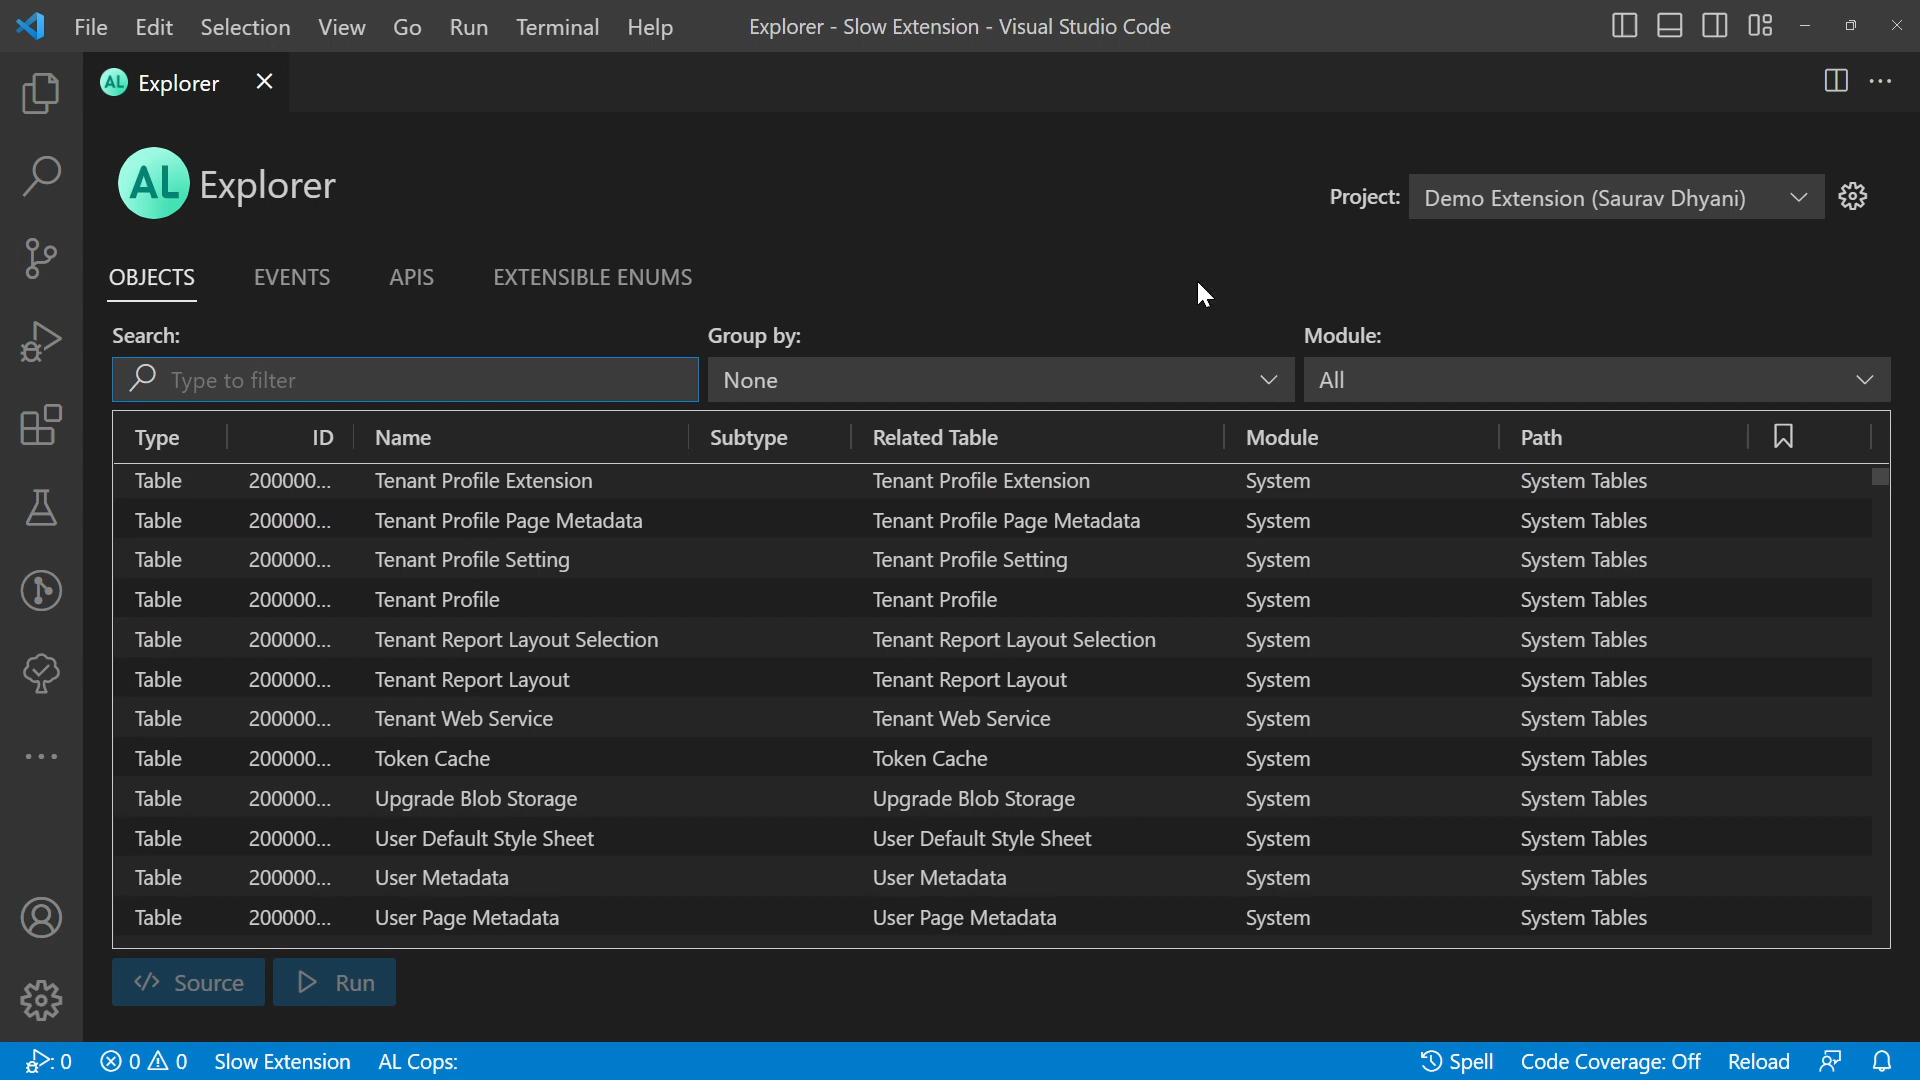 File Edit Selection View Go Run Terminal Help Explorer - Slow Extension - Visual Studio Code
AL Explorer
AL Explorer
Project: Demo Extension (Saurav Dhyani)
OBJECTS EVENTS APIS EXTENSIBLE ENUMS
Search: Group by: Module:
Type to filter None All
Type ID Name Subtype Related Table Module Path
Table 200000... Tenant Profile Extension Tenant Profile Extension System System Tables
Table 200000... Tenant Profile Page Metadata Tenant Profile Page Metadata System System Tables
Table 200000... Tenant Profile Setting Tenant Profile Setting System System Tables
Table 200000... Tenant Profile Tenant Profile System System Tables
Table 200000... Tenant Report Layout Selection Tenant Report Layout Selection System System Tables
Table 200000... Tenant Report Layout Tenant Report Layout System System Tables
Table 200000... Tenant Web Service Tenant Web Service System System Tables
Table 200000... Token Cache Token Cache System System Tables
Table 200000... Upgrade Blob Storage Upgrade Blob Storage System System Tables
Table 200000... User Default Style Sheet User Default Style Sheet System System Tables
Table 200000... User Metadata User Metadata System System Tables
Table 200000... User Page Metadata User Page Metadata System System Tables
</> Source Run
: 0 0 0 Slow Extension AL Cops: Spell Code Coverage: Off Reload